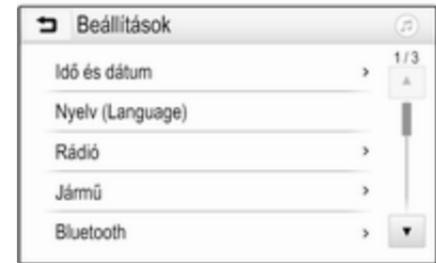 Beállítások
1/3
Idő és dátum
Nyelv (Language)
Rádió
Jármű
Bluetooth